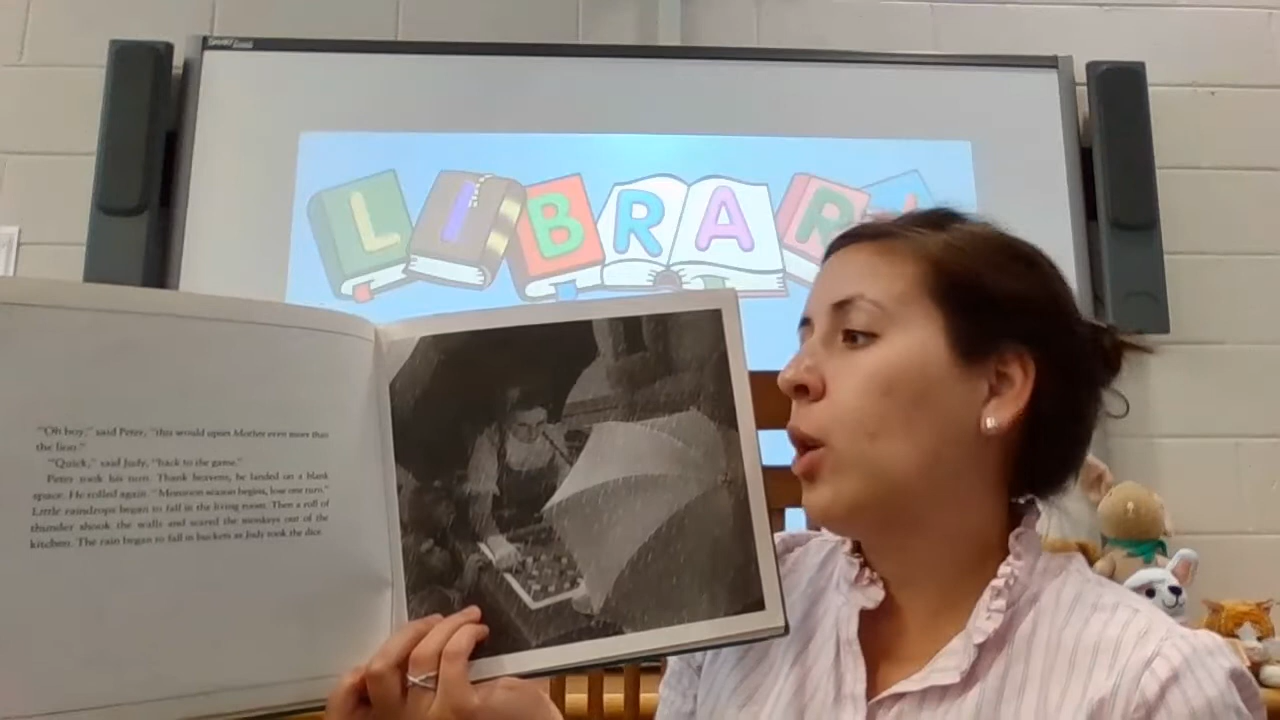 LIBRAR
"Oh boy," said Peter, "this would upset Mother even more than
the lion."
"Quick," said Judy, "back to the game."
Peter took his turn. Thank heavens, he landed on a blank
space. He rolled again. "Monsoon season begins, lose one turn."
Little raindrops began to fall in the living room. Then a roll of
thunder shook the walls and scared the monkeys out of the
kitchen. The rain began to fall in buckets as Judy took the dice.